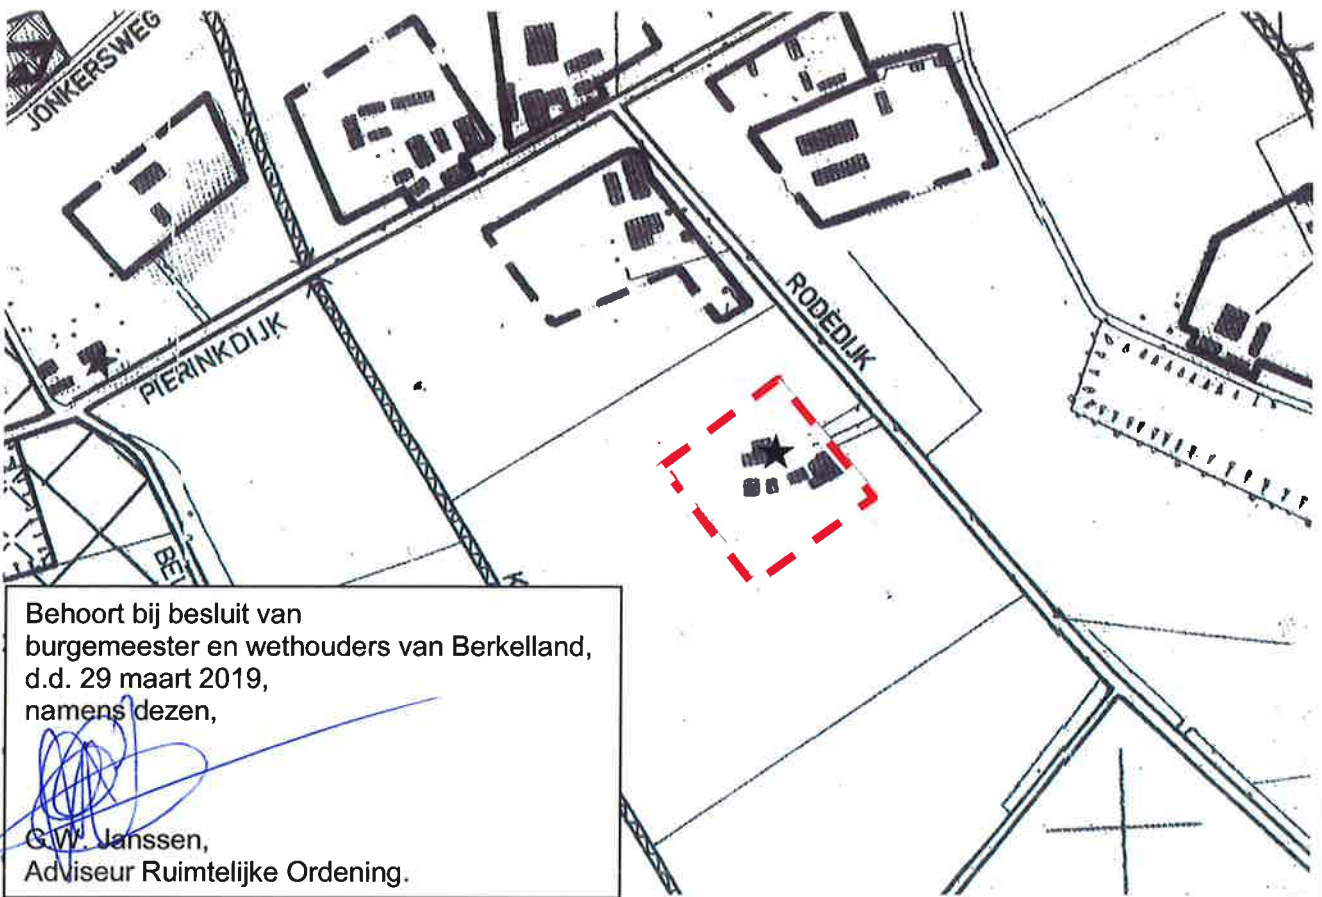 JONKERSWEG
PIERINKDIJK
RODEDIJK
Behoort bij besluit van
burgemeester en wethouders van Berkelland,
d.d. 29 maart 2019,
namens dezen,
G.W. Janssen,
Adviseur Ruimtelijke Ordening.